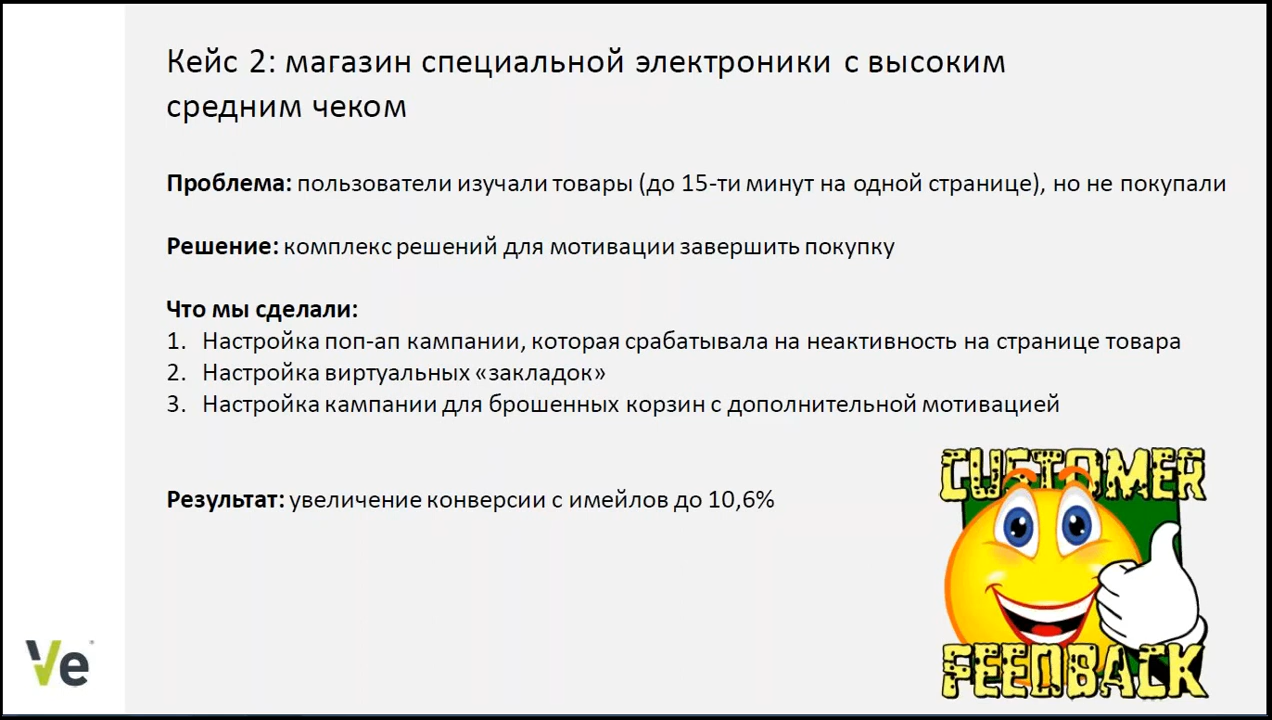 Кейс 2: магазин специальной электроники с высоким
средним чеком
Проблема: пользователи изучали товары (до 15-ти минут на одной странице), но не покупали
Решение: комплекс решений для мотивации завершить покупку
Что мы сделали:
1. Настройка поп-ап кампании, которая срабатывала на неактивность на странице товара
2. Настройка виртуальных «закладок»
3. Настройка кампании для брошенных корзин с дополнительной мотивацией
CUSTOMER
Результат: увеличение конверсии с имейлов до 10,6%
FEEDBACK
Ve